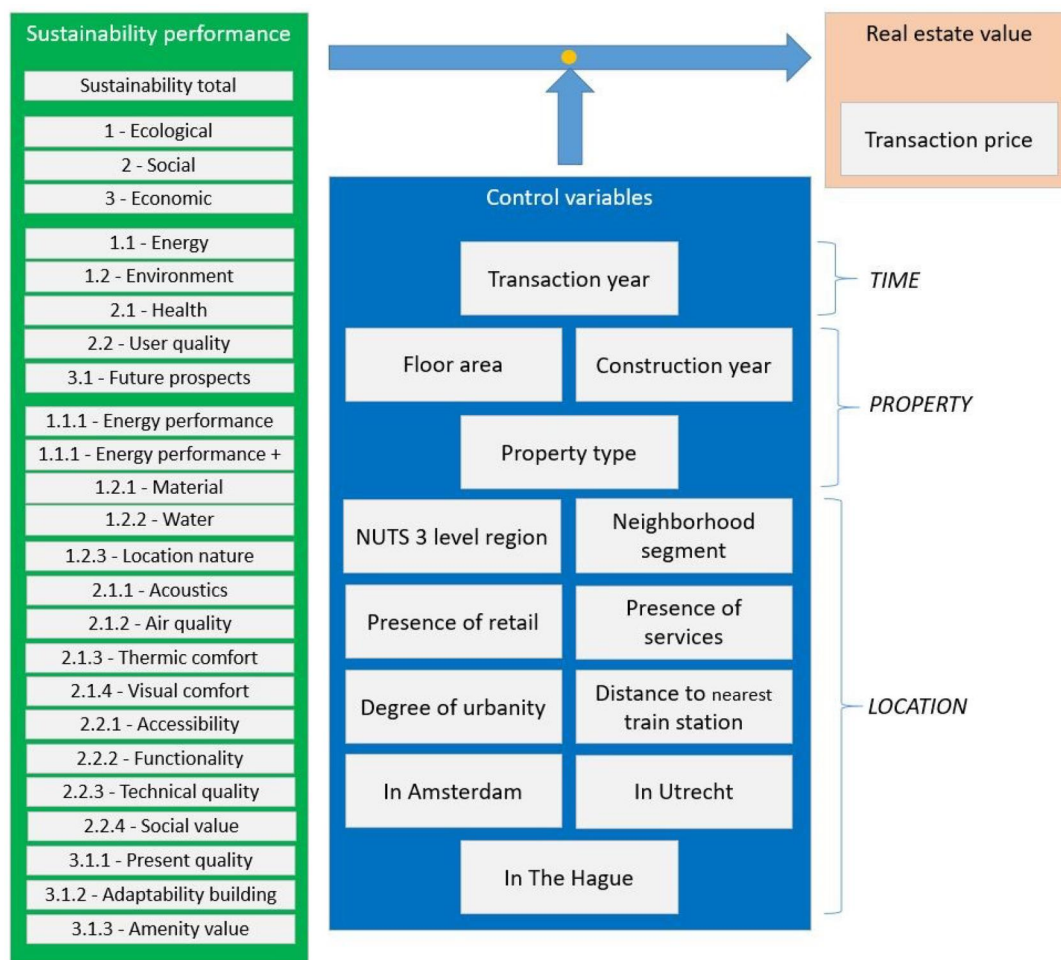 Sustainability performance
Sustainability total
1 - Ecological
2 - Social
3 - Economic
1.1 - Energy
1.2 - Environment
2.1 - Health
2.2 - User quality
3.1 - Future prospects
1.1.1 - Energy performance
1.1.1 - Energy performance +
1.2.1 - Material
1.2.2 - Water
1.2.3 - Location nature
2.1.1 - Acoustics
2.1.2 - Air quality
2.1.3 - Thermic comfort
2.1.4 - Visual comfort
2.2.1 - Accessibility
2.2.2 - Functionality
2.2.3 - Technical quality
2.2.4 - Social value
3.1.1 - Present quality
3.1.2 - Adaptability building
3.1.3 - Amenity value
Control variables
Transaction year
Floor area
Construction year
Property type
NUTS 3 level region
Neighborhood
segment
Presence of retail
Presence of
services
Degree of urbanity
Distance to nearest
train station
In Amsterdam
In Utrecht
In The Hague
TIME
PROPERTY
LOCATION
Real estate value
Transaction price